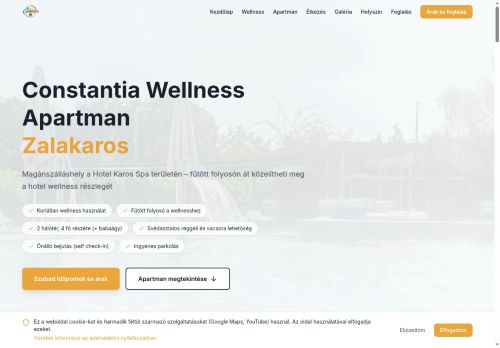 Kezdőlap Wellness Apartman Étkezés Galéria Helyszín Foglalás Árak és foglalás
Constantia Wellness
Apartman
Zalakaros
Magánszálláshely a Hotel Karos Spa területén – fűtött folyosón át közelítheti meg
a hotel wellness részlegét
Korlátlan wellness használat Fűtött folyosó a wellnesshez
2 hálótér, 4 fő részére (+ babaágy) Svédasztalos reggeli és vacsora lehetőség
Önálló bejutás (self check-in) Ingyenes parkolás
Szabad időpontok és árak Apartman megtekintése ↓
Ez a weboldal cookie-kat és harmadik féltől származó szolgáltatásokat (Google Maps, YouTube) használ. Az oldal használatával elfogadja
ezeket.
További információ az adatvédelmi nyilatkozatban
Elutasítom Elfogadom